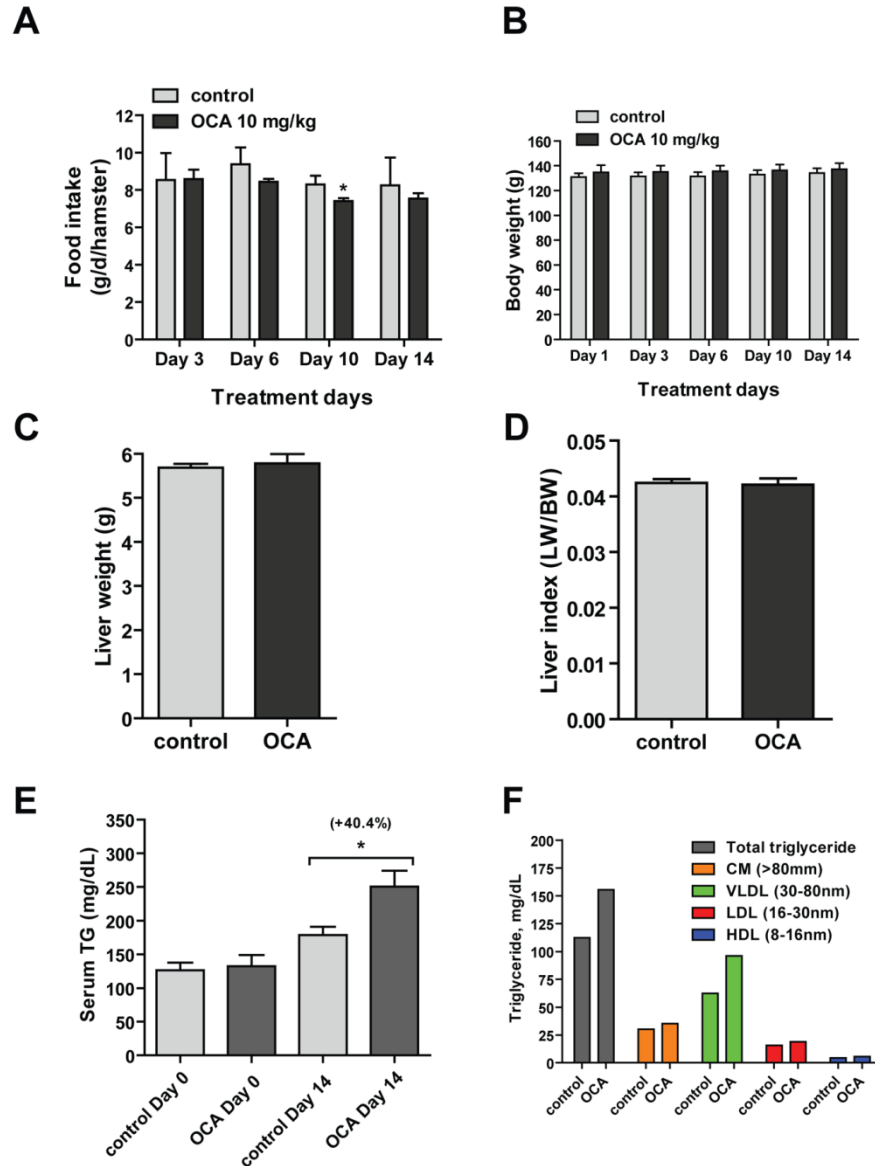 A
control
OCA 10 mg/kg
12
10
8
6
4
2
0
*
Food intake
(g/d/hamster)
Day 3 Day 6 Day 10 Day 14
Treatment days
B
control
OCA 10 mg/kg
160
140
120
100
80
60
40
20
0
Body weight (g)
Day 1 Day 3 Day 6 Day 10 Day 14
Treatment days
C
6
5
4
3
2
1
0
Liver weight (g)
control OCA
D
0.05
0.04
0.03
0.02
0.01
0.00
Liver index (LW/BW)
control OCA
E
350
300
250
200
150
100
50
0
(+40.4%)
*
Serum TG (mg/dL)
control Day 0
OCA Day 0
control Day 14
OCA Day 14
F
200
175
150
125
100
75
50
25
0
Triglyceride, mg/dL
Total triglyceride
CM (>80mm)
VLDL (30-80nm)
LDL (16-30nm)
HDL (8-16nm)
control
OCA
control
OCA
control
OCA
control
OCA
control
OCA